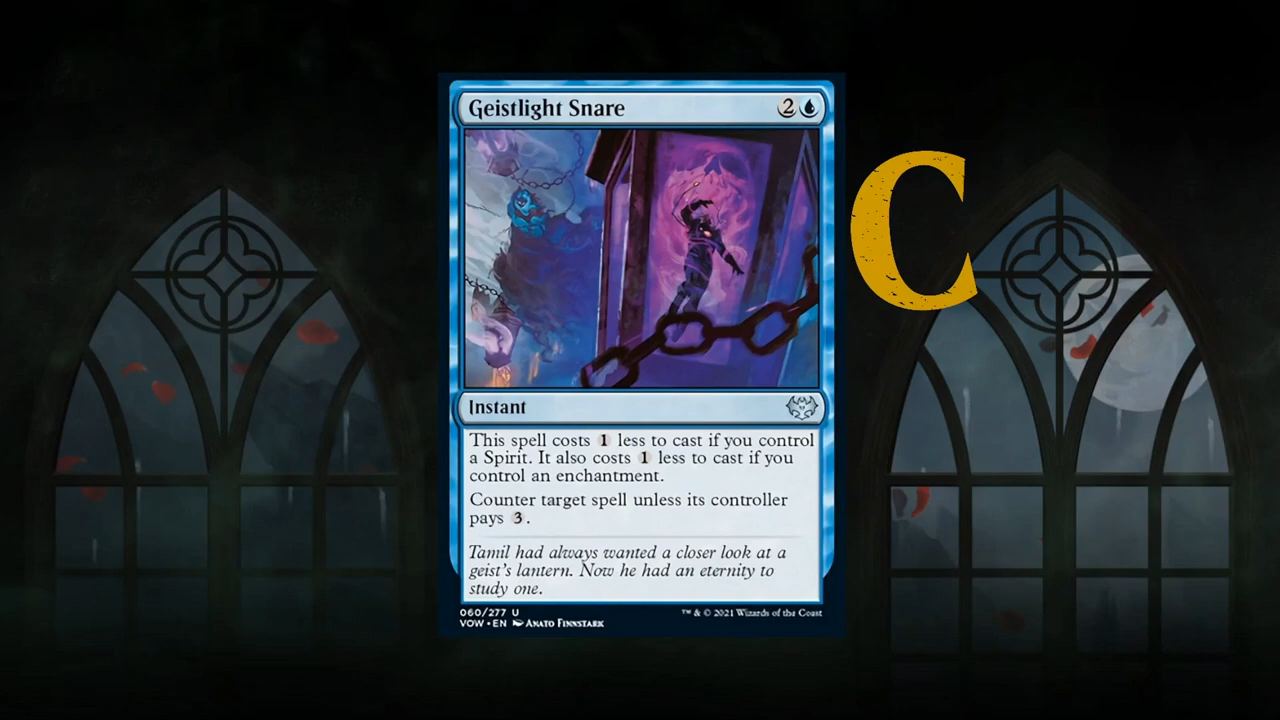 Geistlight Snare 2
C
Instant
This spell costs 1 less to cast if you control
a Spirit. It also costs 1 less to cast if you
control an enchantment.
Counter target spell unless its controller
pays 3.
Tamil had always wanted a closer look at a
geist's lantern. Now he had an eternity to
study one.
060/277 U
™ & © 2021 Wizards of the Coast
VOW • EN Anato Finnstark